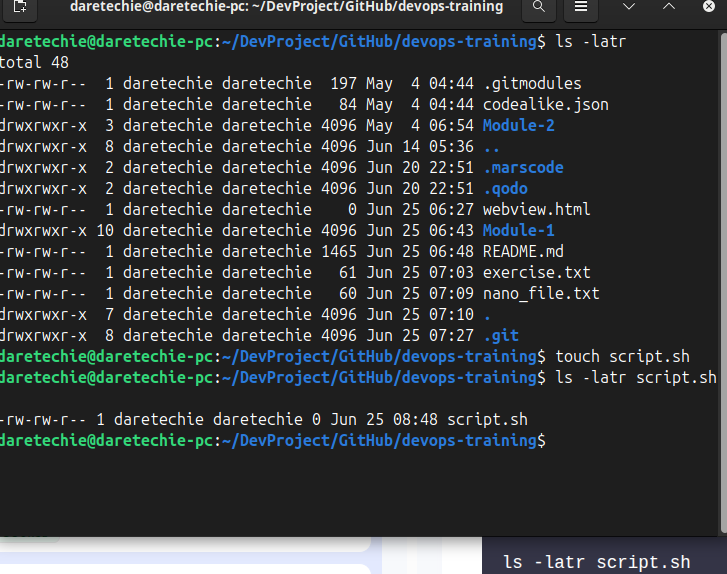 daretechie@daretechie-pc: ~/DevProject/GitHub/devops-training
daretechie@daretechie-pc:~/DevProject/GitHub/devops-training$ ls -latr
total 48
-rw-rw-r--  1 daretechie daretechie  197 May  4 04:44 .gitmodules
-rw-rw-r--  1 daretechie daretechie   84 May  4 04:44 codealike.json
drwxrwxr-x  3 daretechie daretechie 4096 May  4 06:54 Module-2
drwxrwxr-x  8 daretechie daretechie 4096 Jun 14 05:36 ..
drwxrwxr-x  2 daretechie daretechie 4096 Jun 20 22:51 .marscode
drwxrwxr-x  2 daretechie daretechie 4096 Jun 20 22:51 .qodo
-rw-rw-r--  1 daretechie daretechie    0 Jun 25 06:27 webview.html
drwxrwxr-x 10 daretechie daretechie 4096 Jun 25 06:43 Module-1
-rw-rw-r--  1 daretechie daretechie 1465 Jun 25 06:48 README.md
-rw-rw-r--  1 daretechie daretechie   61 Jun 25 07:03 exercise.txt
-rw-rw-r--  1 daretechie daretechie   60 Jun 25 07:09 nano_file.txt
drwxrwxr-x  7 daretechie daretechie 4096 Jun 25 07:10 .
drwxrwxr-x  8 daretechie daretechie 4096 Jun 25 07:27 .git
daretechie@daretechie-pc:~/DevProject/GitHub/devops-training$ touch script.sh
daretechie@daretechie-pc:~/DevProject/GitHub/devops-training$ ls -latr script.sh
-rw-rw-r-- 1 daretechie daretechie 0 Jun 25 08:48 script.sh
daretechie@daretechie-pc:~/DevProject/GitHub/devops-training$
ls -latr script.sh